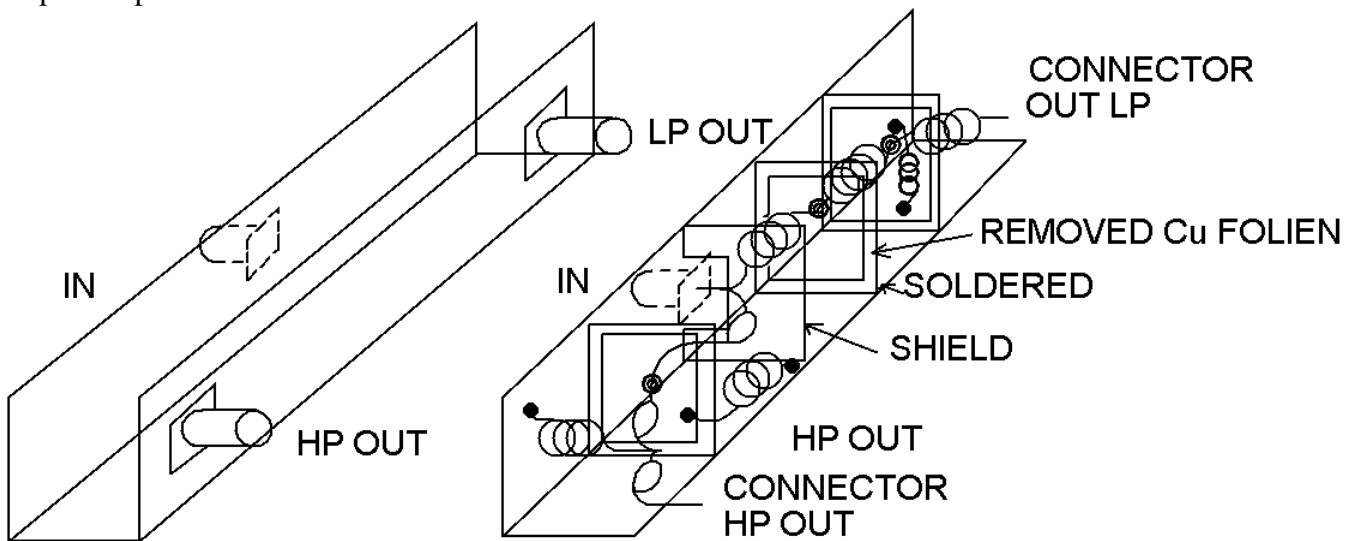 LP OUT
IN
HP OUT
CONNECTOR
OUT LP
REMOVED Cu FOLIEN
SOLDERED
IN
SHIELD
HP OUT
CONNECTOR
HP OUT